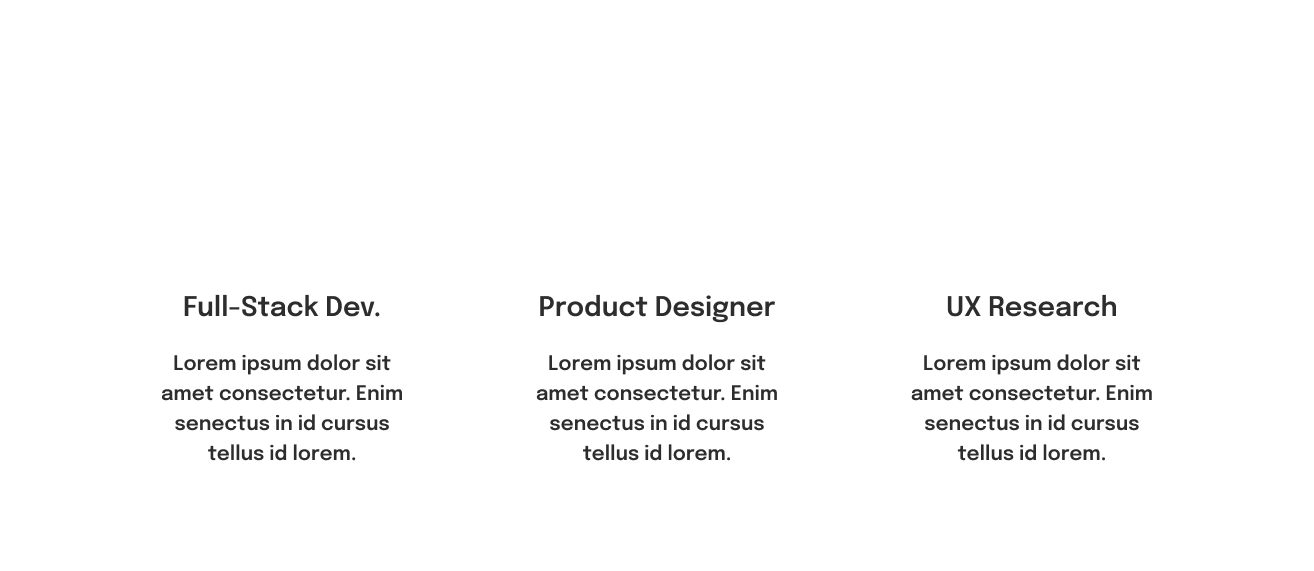 Full-Stack Dev.
Lorem ipsum dolor sit
amet consectetur. Enim
senectus in id cursus
tellus id lorem.
Product Designer
Lorem ipsum dolor sit
amet consectetur. Enim
senectus in id cursus
tellus id lorem.
UX Research
Lorem ipsum dolor sit
amet consectetur. Enim
senectus in id cursus
tellus id lorem.